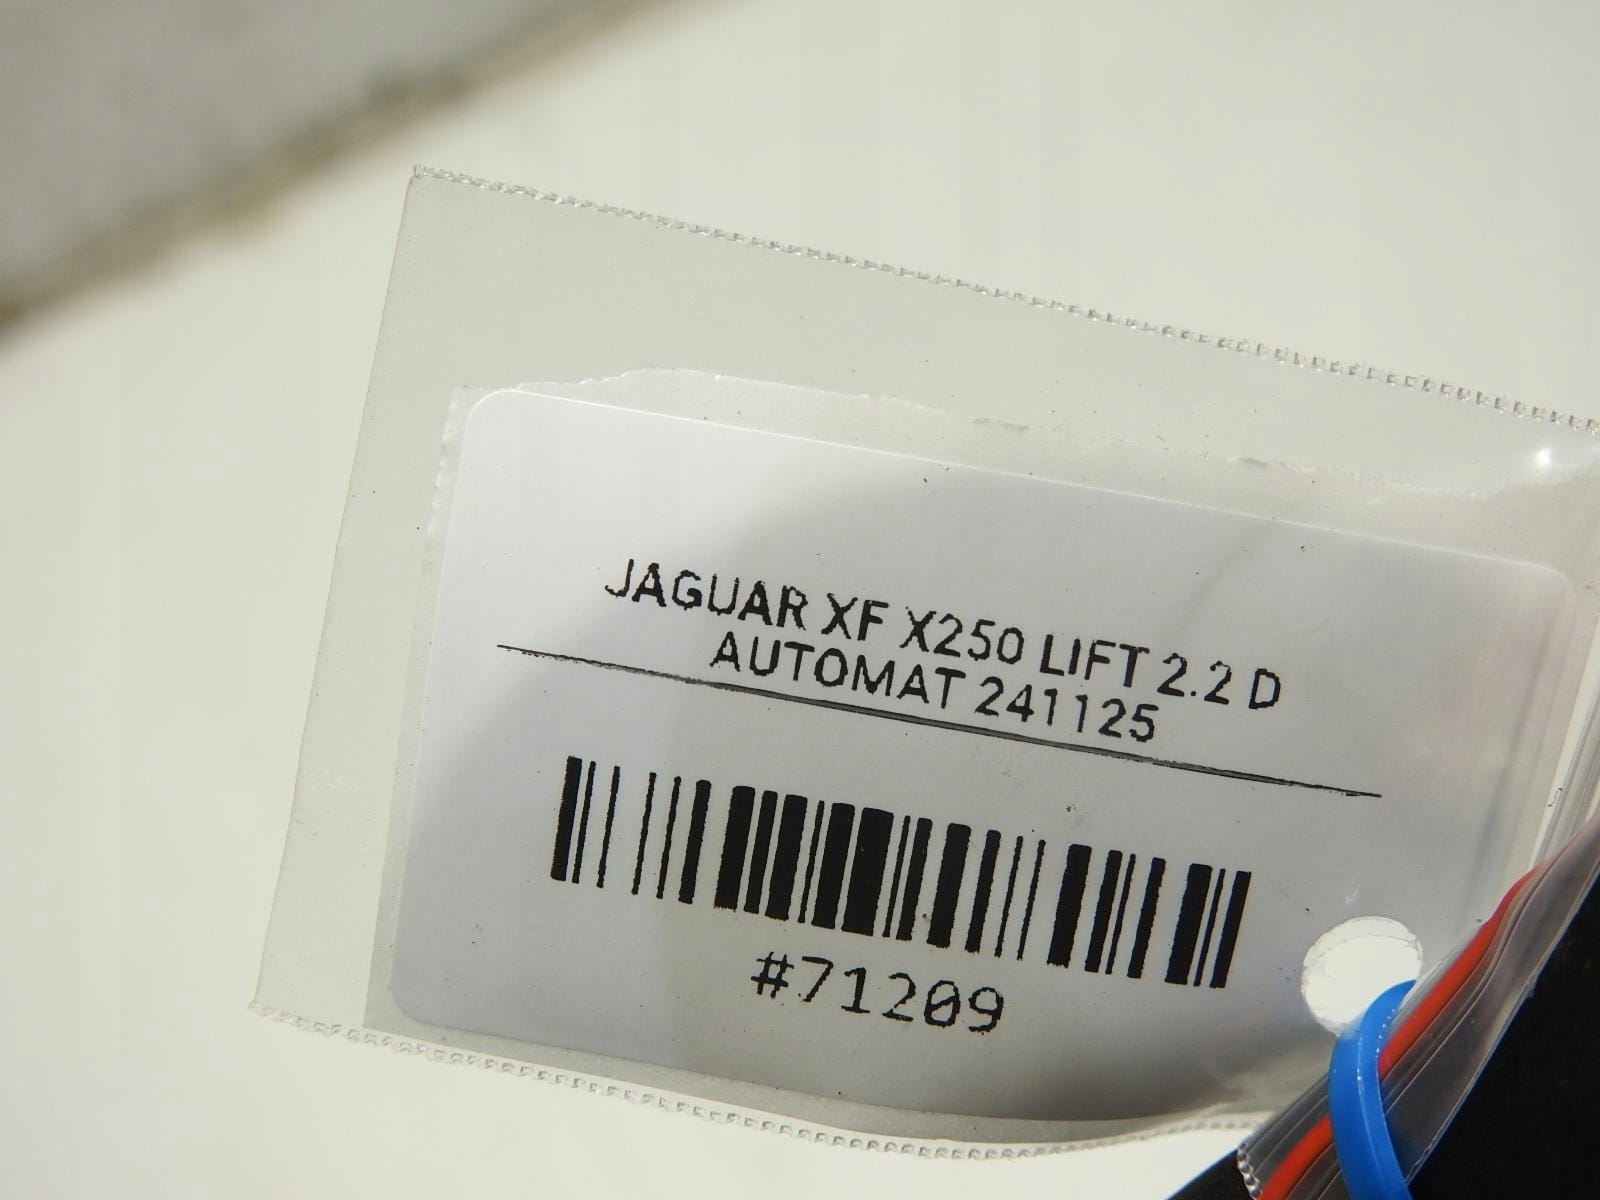 JAGUAR XF X250 LIFT 2.2 D
AUTOMAT 241125
#71209